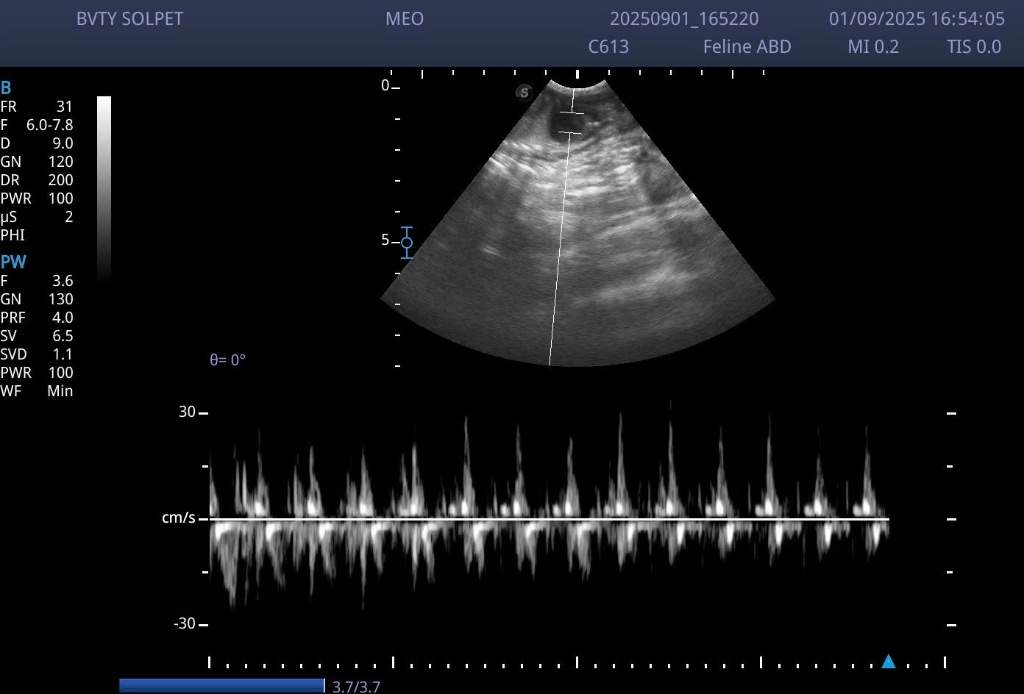 BVTY SOLPET MEO 20250901_165220 01/09/2025 16:54:05
C613 Feline ABD MI 0.2 TIS 0.0
B
FR 31
F 6.0-7.8
D 9.0
GN 120
DR 200
PWR 100
µS 2
PHI
PW
F 3.6
GN 130
PRF 4.0
SV 6.5
SVD 1.1
PWR 100
WF Min
0
S
5
θ= 0°
30
cm/s
-30
3.7/3.7